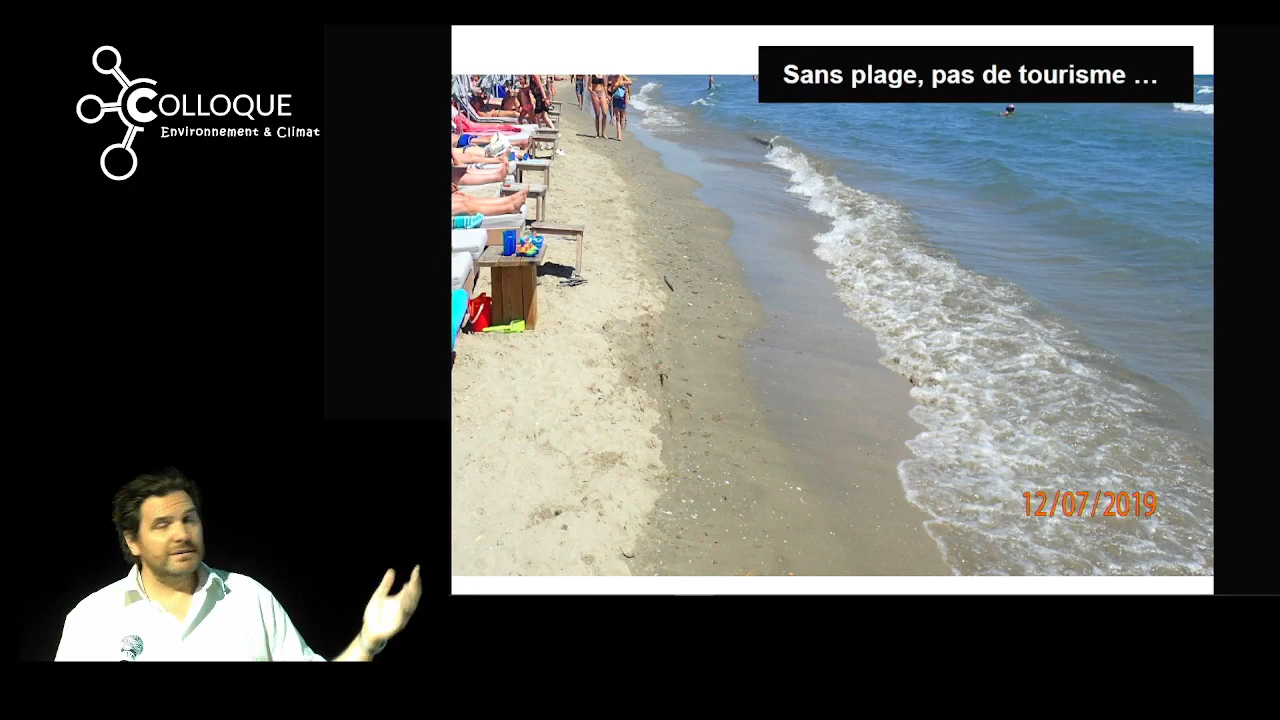 COLLOQUE
Environnement & Climat
Sans plage, pas de tourisme …
12/07/2019